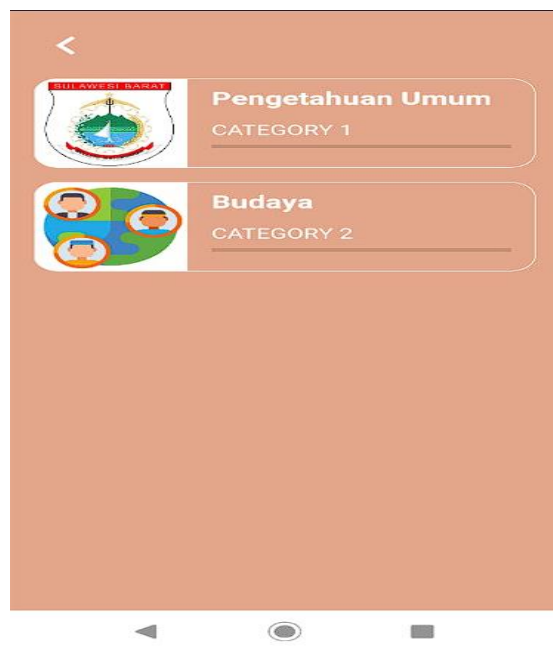 SULAWESI BARAT
Pengetahuan Umum
CATEGORY 1
Budaya
CATEGORY 2